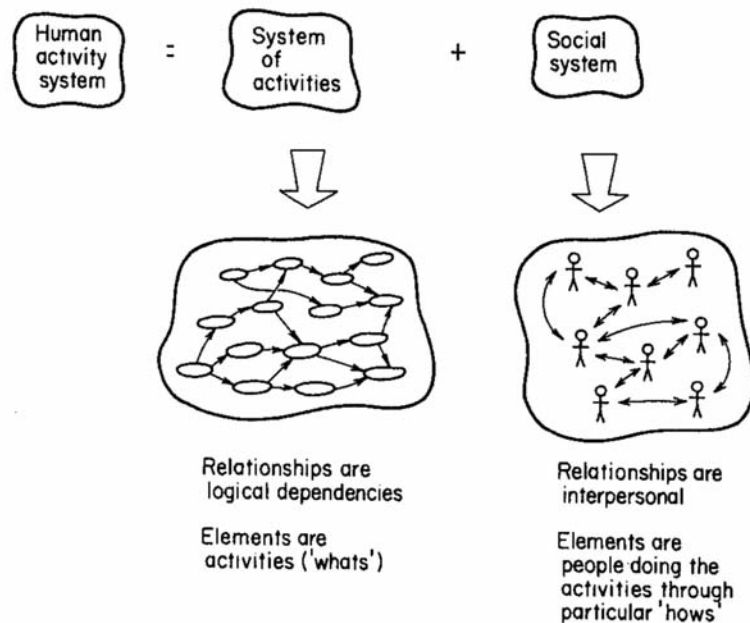 Human
activity
system
=
System
of
activities
+
Social
system
Relationships are
logical dependencies
Elements are
activities ('whats')
Relationships are
interpersonal
Elements are
people doing the
activities through
particular 'hows'